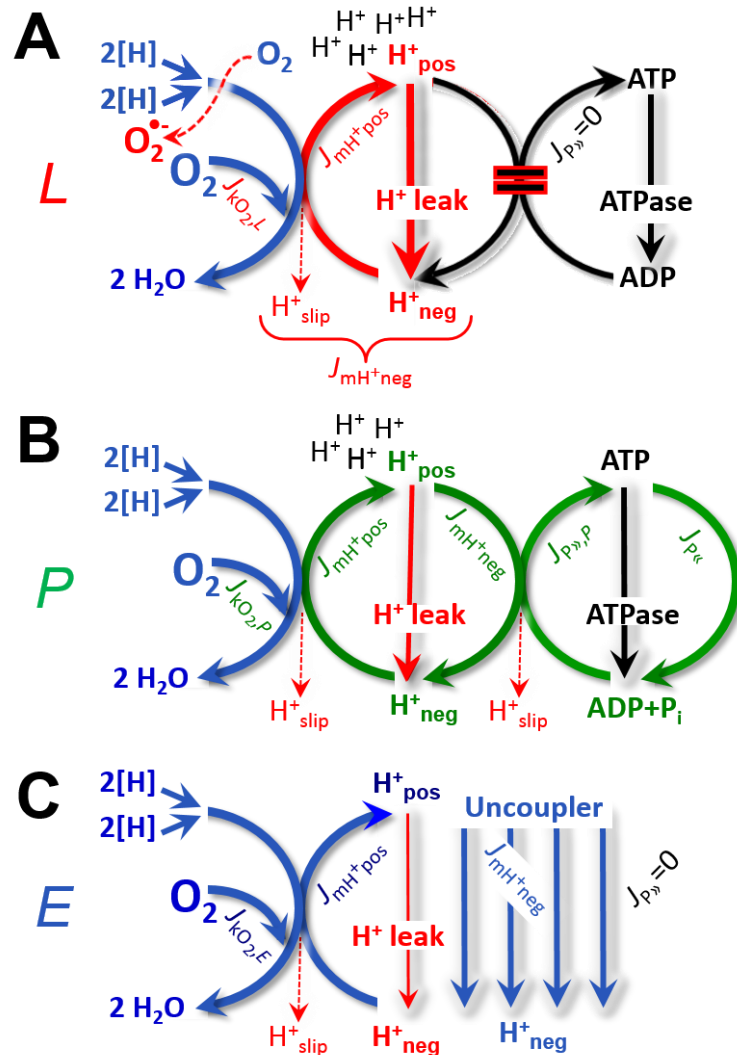 A
H⁺ H⁺ H⁺
2[H] O₂ H⁺ H⁺ H⁺pos ATP
2[H]
O₂•- JmH⁺pos JP»=0
O₂
L JkO₂,L H⁺ leak ATPase
2 H₂O H⁺slip H⁺neg ADP
JmH⁺neg
B
H⁺ H⁺
2[H] H⁺ H⁺ H⁺pos ATP
2[H]
JmH⁺pos JmH⁺neg JP»,P JP«
O₂
P JkO₂,P H⁺ leak ATPase
2 H₂O H⁺slip H⁺neg H⁺slip ADP+Pi
C
2[H] H⁺pos Uncoupler
2[H]
JmH⁺pos JmH⁺neg JP»=0
O₂
E JkO₂,E H⁺ leak
2 H₂O H⁺slip H⁺neg H⁺neg